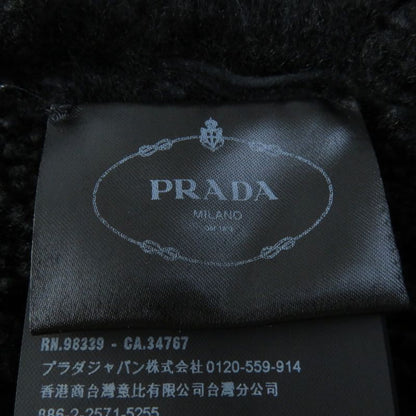 PRADA
MILANO
RN.98339 - CA.34767
プラダジャパン株式会社 0120-559-914
香港商台灣意比有限公司台灣分公司
886-2-2571-5255